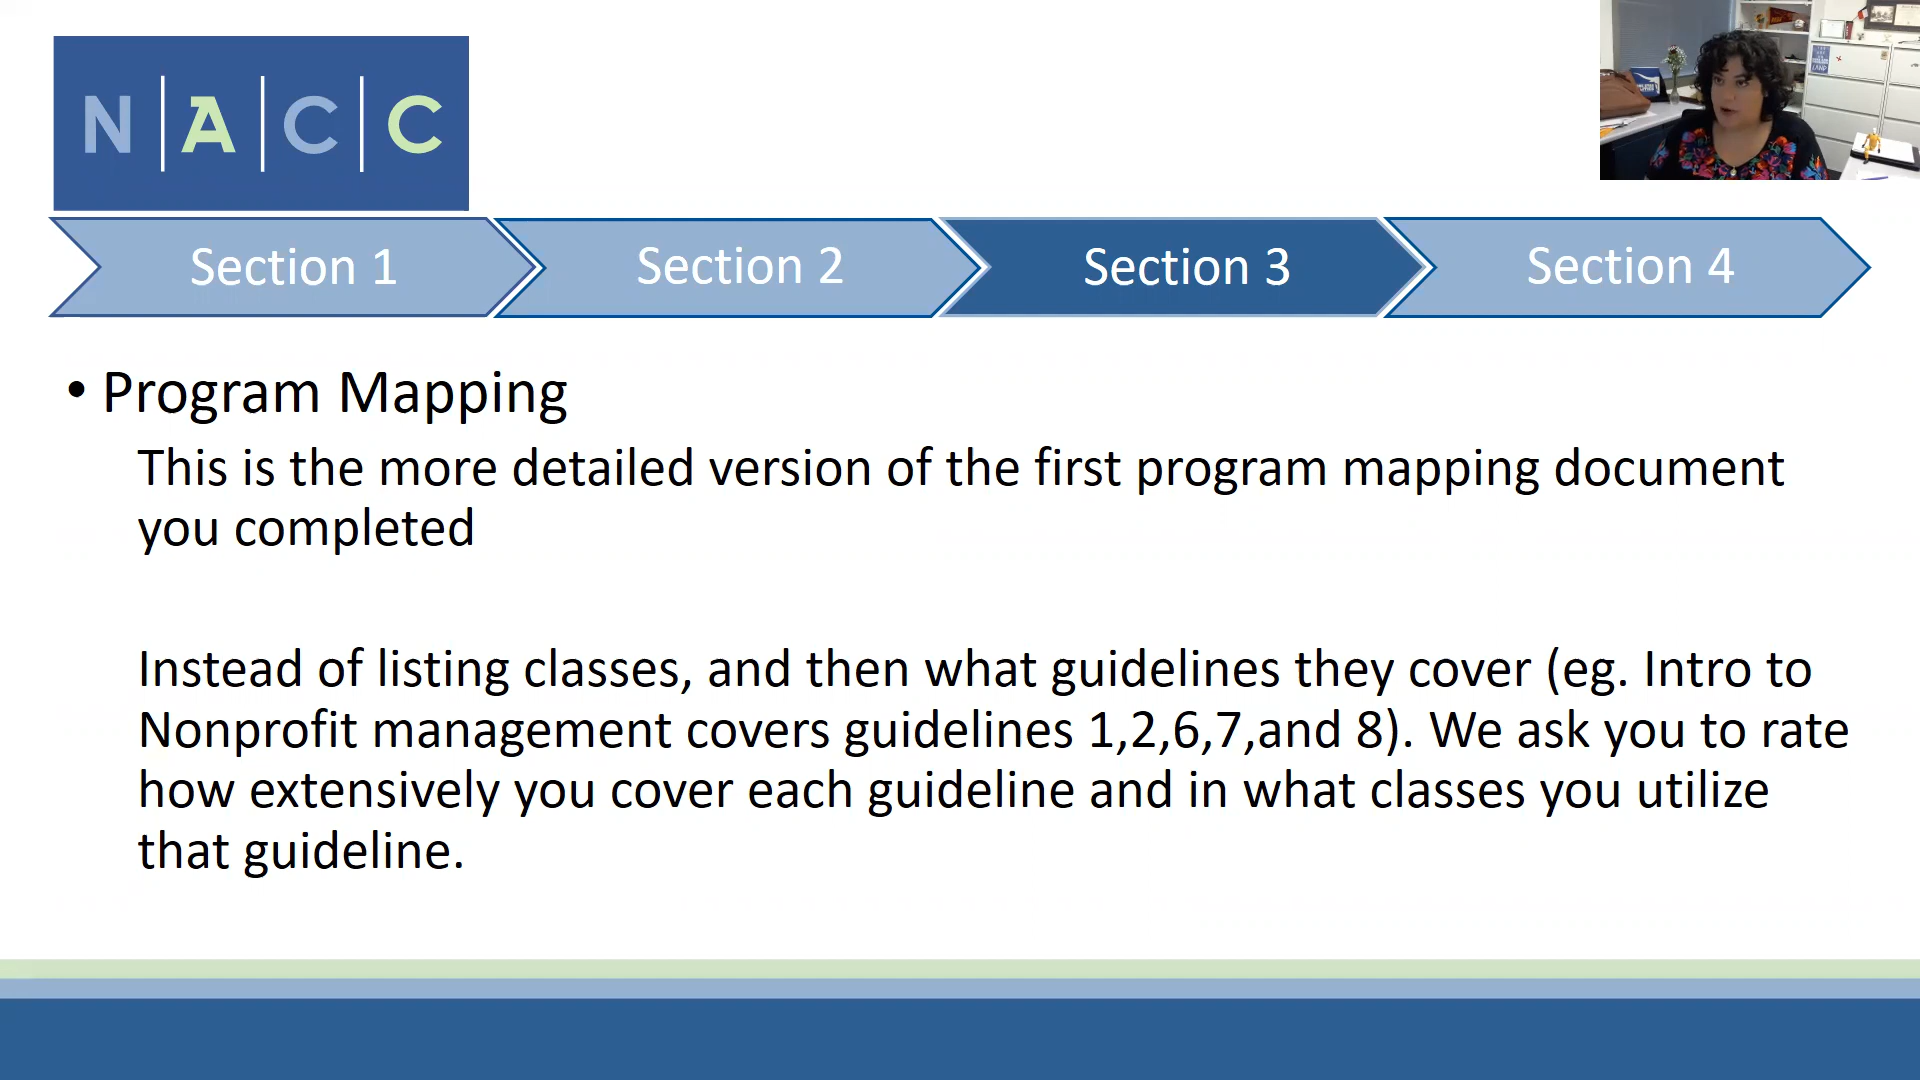 N|A|C|C
Section 1
Section 2
Section 3
Section 4
• Program Mapping
This is the more detailed version of the first program mapping document
you completed
Instead of listing classes, and then what guidelines they cover (eg. Intro to
Nonprofit management covers guidelines 1,2,6,7,and 8). We ask you to rate
how extensively you cover each guideline and in what classes you utilize
that guideline.